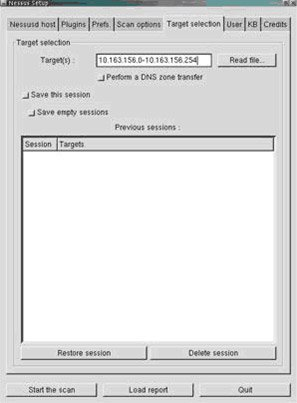 Nessus Setup
Nessusd host Plugins Prefs. Scan options Target selection User KB Credits
Target selection
Target(s) : 10.163.156.0-10.163.156.254 Read file...
Perform a DNS zone transfer
Save this session
Save empty sessions
Previous sessions :
Session Targets
Restore session Delete session
Start the scan Load report Quit